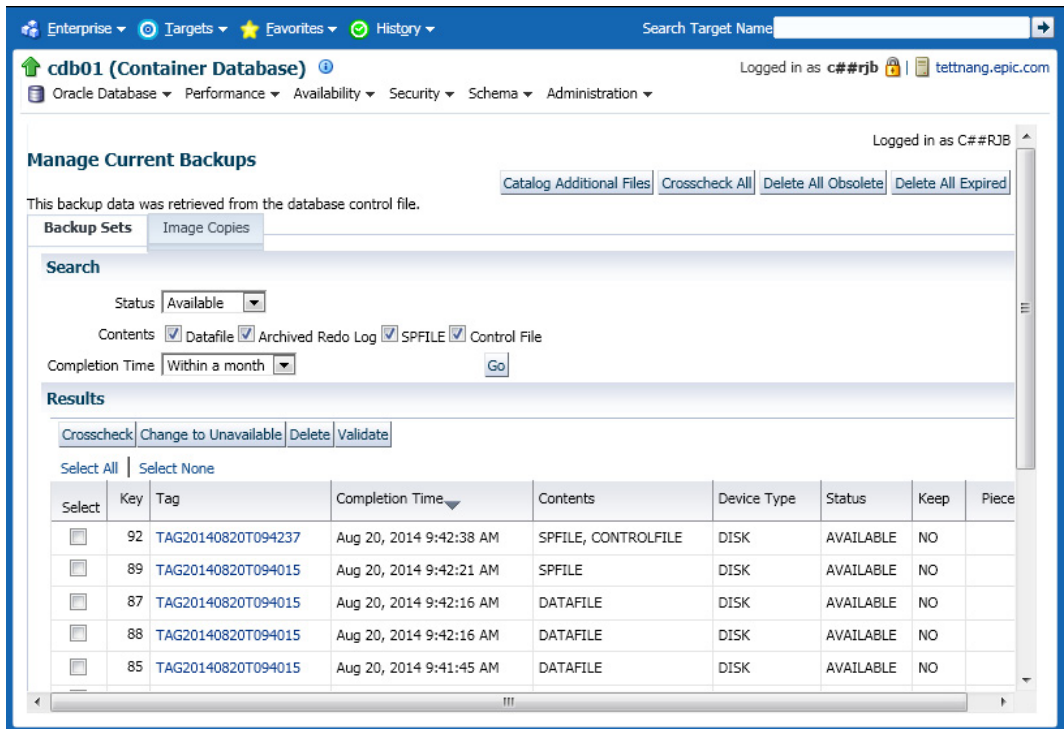 Enterprise Targets Favorites History Search Target Name
cdb01 (Container Database) Logged in as c##rjb | tettnang.epic.com
Oracle Database Performance Availability Security Schema Administration
Logged in as C##RJB
Manage Current Backups
Catalog Additional Files Crosscheck All Delete All Obsolete Delete All Expired
This backup data was retrieved from the database control file.
Backup Sets Image Copies
Search
Status Available
Contents Datafile Archived Redo Log SPFILE Control File
Completion Time Within a month Go
Results
Crosscheck Change to Unavailable Delete Validate
Select All | Select None
Select Key Tag Completion Time Contents Device Type Status Keep Piece
92 TAG20140820T094237 Aug 20, 2014 9:42:38 AM SPFILE, CONTROLFILE DISK AVAILABLE NO
89 TAG20140820T094015 Aug 20, 2014 9:42:21 AM SPFILE DISK AVAILABLE NO
87 TAG20140820T094015 Aug 20, 2014 9:42:16 AM DATAFILE DISK AVAILABLE NO
88 TAG20140820T094015 Aug 20, 2014 9:42:16 AM DATAFILE DISK AVAILABLE NO
85 TAG20140820T094015 Aug 20, 2014 9:41:45 AM DATAFILE DISK AVAILABLE NO